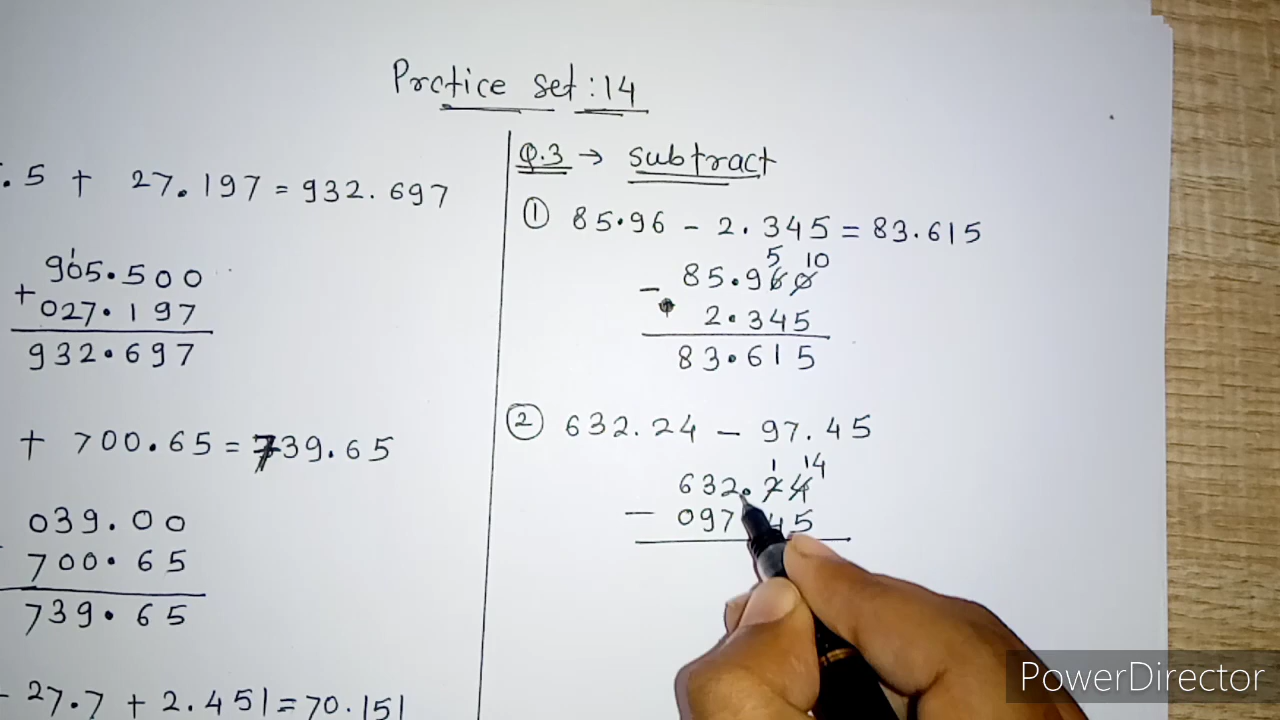 Prctice set : 14
.5 + 27.197 = 932.697
1
905.500
+ 027.197
932.697
+ 700.65 = 739.65
039.00
700.65
739.65
- 27.7 + 2.451 = 70.151
Q.3 → subtract
① 85.96 - 2.345 = 83.615
5 10
- 85.960
2.345
83.615
② 632.24 - 97.45
1 14
632.24
- 097 45
PowerDirector